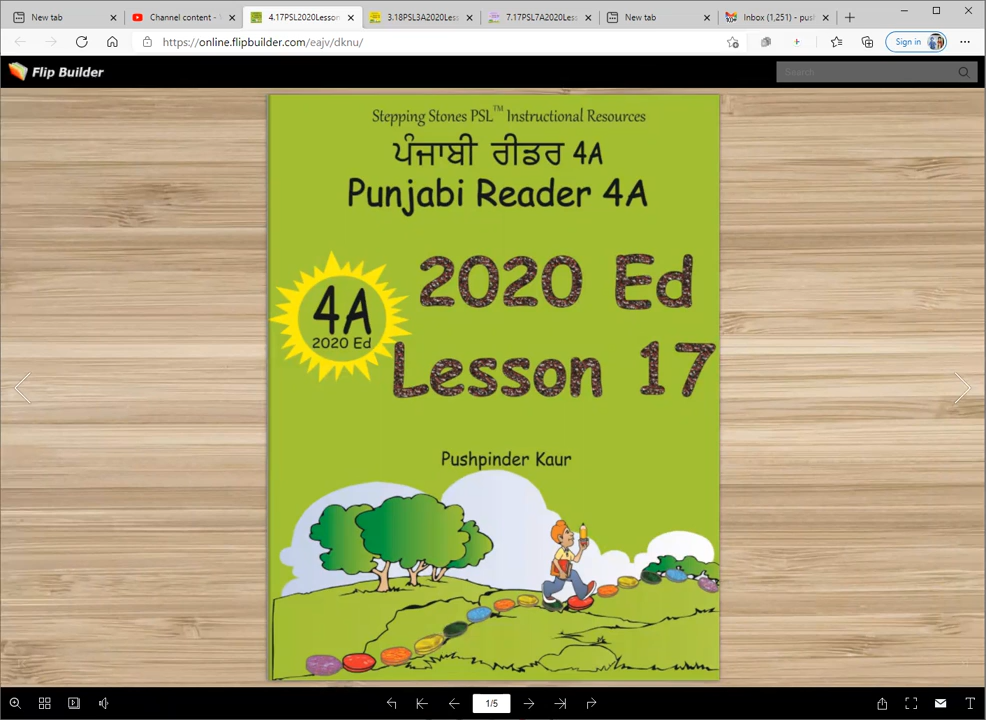 New tab
Channel content - Y
4.17PSL2020Lesson
3.18PSL3A2020Less
7.17PSL7A2020Less
New tab
Inbox (1,251) - pus
https://online.flipbuilder.com/eajv/dknu/
Sign in
Flip Builder
Search
Stepping Stones PSL™ Instructional Resources
ਪੰਜਾਬੀ ਰੀਡਰ 4A
Punjabi Reader 4A
2020 Ed
4A
2020 Ed
Lesson 17
Pushpinder Kaur
1/5